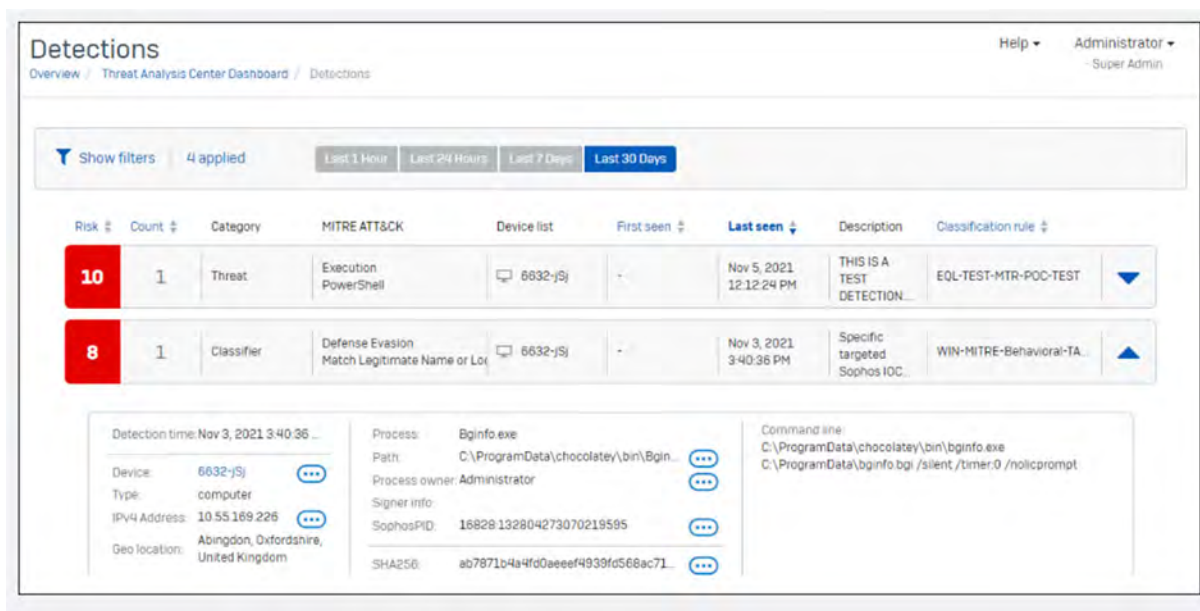 Detections
Help Administrator
Overview / Threat Analysis Center Dashboard / Detections
- Super Admin
Show filters 4 applied Last 1 Hour Last 24 Hours Last 7 Days Last 30 Days
Risk Count Category MITRE ATT&CK Device list First seen Last seen Description Classification rule
10 1 Threat Execution PowerShell 6632-jSj - Nov 5, 2021 12:12:24 PM THIS IS A TEST DETECTION... EQL-TEST-MTR-POC-TEST
8 1 Classifier Defense Evasion Match Legitimate Name or Loc 6632-jSj - Nov 3, 2021 3:40:36 PM Specific targeted Sophos IOC... WIN-MITRE-Behavioral-TA...
Detection time: Nov 3, 2021 3:40:36 ...
Device: 6632-jSj
Type: computer
IPv4 Address: 10.55.169.226
Geo location: Abingdon, Oxfordshire,
United Kingdom
Process: Bginfo.exe
Path: C:\ProgramData\chocolatey\bin\Bgin...
Process owner: Administrator
Signer info:
SophosPID: 16828:132804273070219595
SHA256: ab7871b4a4fd0aeeef4939fd568ac71...
Command line:
C:\ProgramData\chocolatey\bin\bginfo.exe
C:\ProgramData\bginfo.bgi /silent /timer:0 /nolicprompt